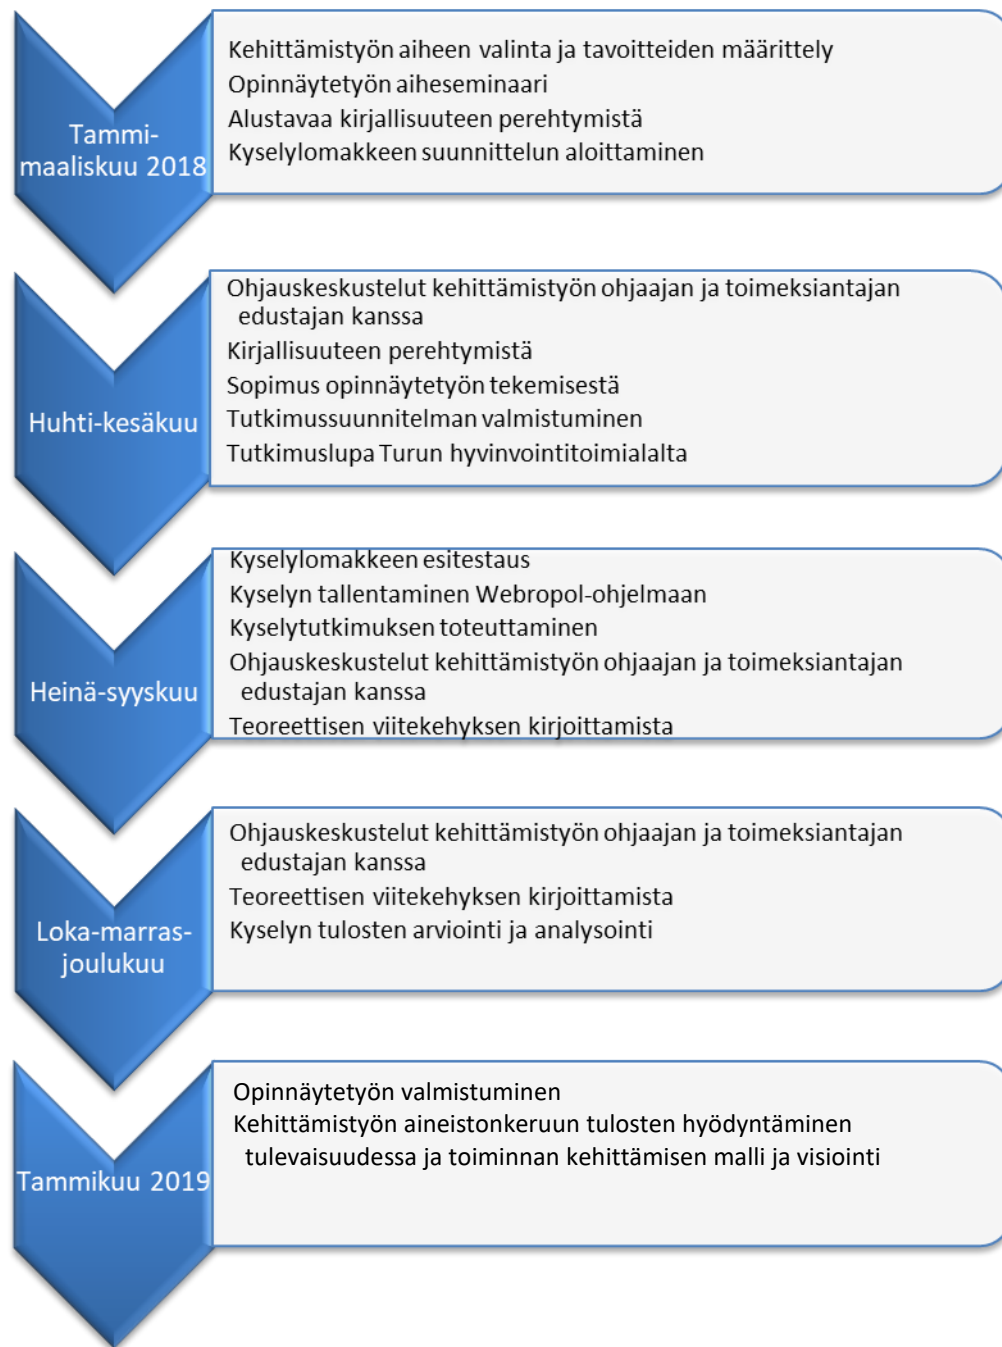 Tammi-
maaliskuu 2018
Kehittämistyön aiheen valinta ja tavoitteiden määrittely
Opinnäytetyön aiheseminaari
Alustavaa kirjallisuuteen perehtymistä
Kyselylomakkeen suunnittelun aloittaminen
Huhti-kesäkuu
Ohjauskeskustelut kehittämistyön ohjaajan ja toimeksiantajan
edustajan kanssa
Kirjallisuuteen perehtymistä
Sopimus opinnäytetyön tekemisestä
Tutkimussuunnitelman valmistuminen
Tutkimuslupa Turun hyvinvointitoimialalta
Heinä-syyskuu
Kyselylomakkeen esitestaus
Kyselyn tallentaminen Webropol-ohjelmaan
Kyselytutkimuksen toteuttaminen
Ohjauskeskustelut kehittämistyön ohjaajan ja toimeksiantajan
edustajan kanssa
Teoreettisen viitekehyksen kirjoittamista
Loka-marras-
joulukuu
Ohjauskeskustelut kehittämistyön ohjaajan ja toimeksiantajan
edustajan kanssa
Teoreettisen viitekehyksen kirjoittamista
Kyselyn tulosten arviointi ja analysointi
Tammikuu 2019
Opinnäytetyön valmistuminen
Kehittämistyön aineistonkeruun tulosten hyödyntäminen
tulevaisuudessa ja toiminnan kehittämisen malli ja visiointi